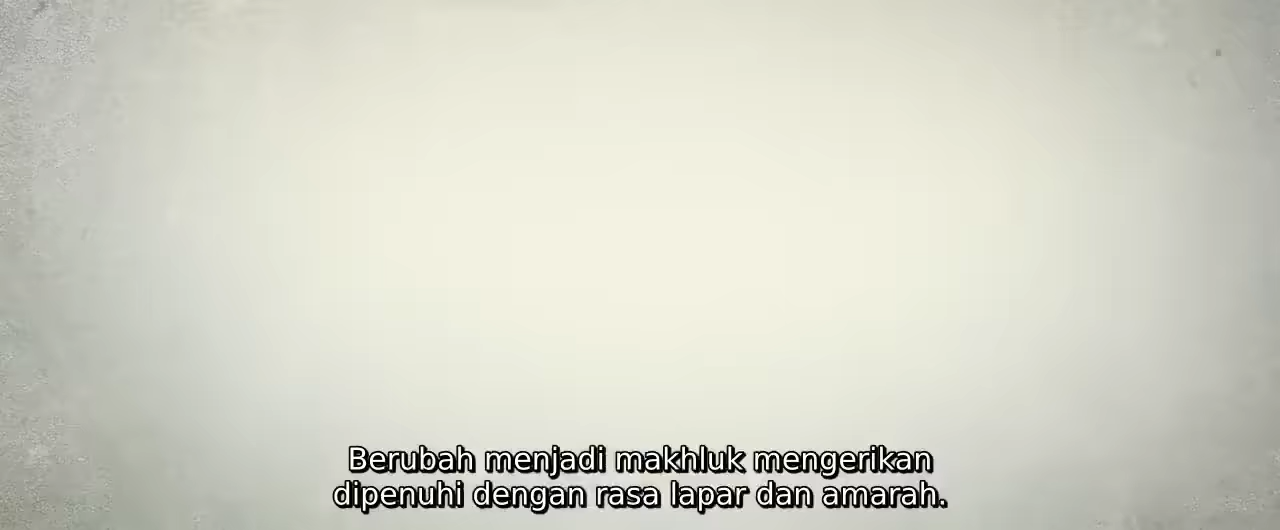 Berubah menjadi makhluk mengerikan
dipenuhi dengan rasa lapar dan amarah.